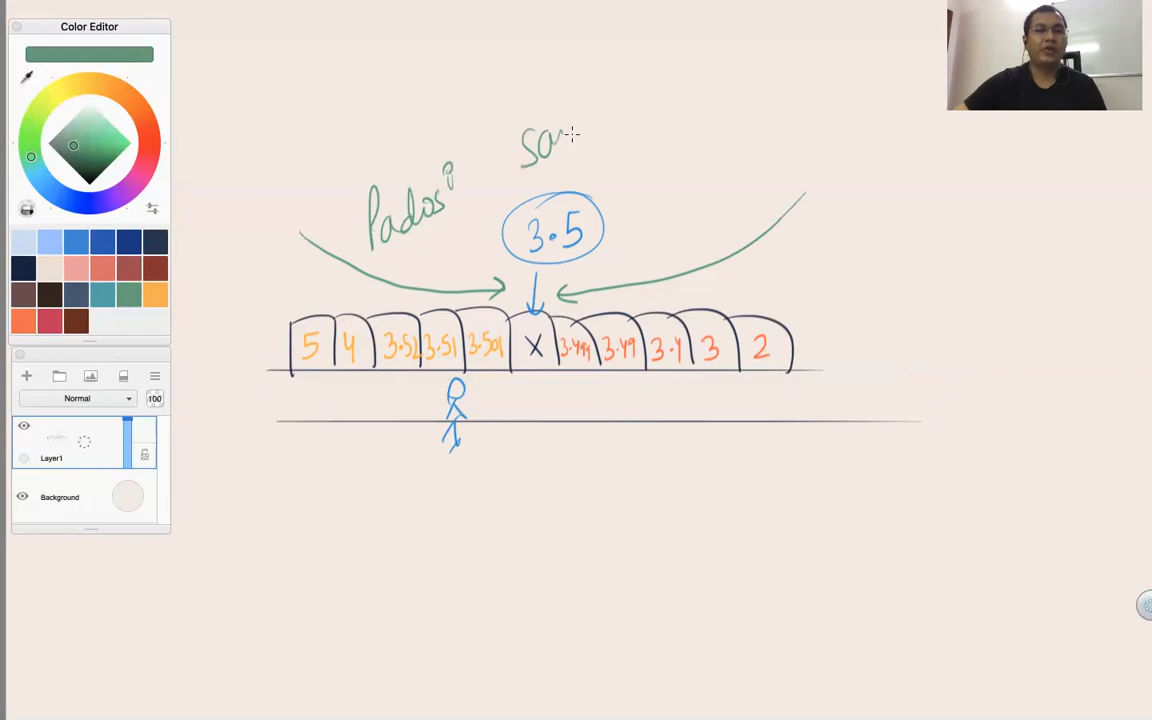 Color Editor
Sa
Pados
3.5
5 4 3.52 3.51 3.501 X 3.499 3.49 3.4 3 2
Normal
100
Layer1
Background